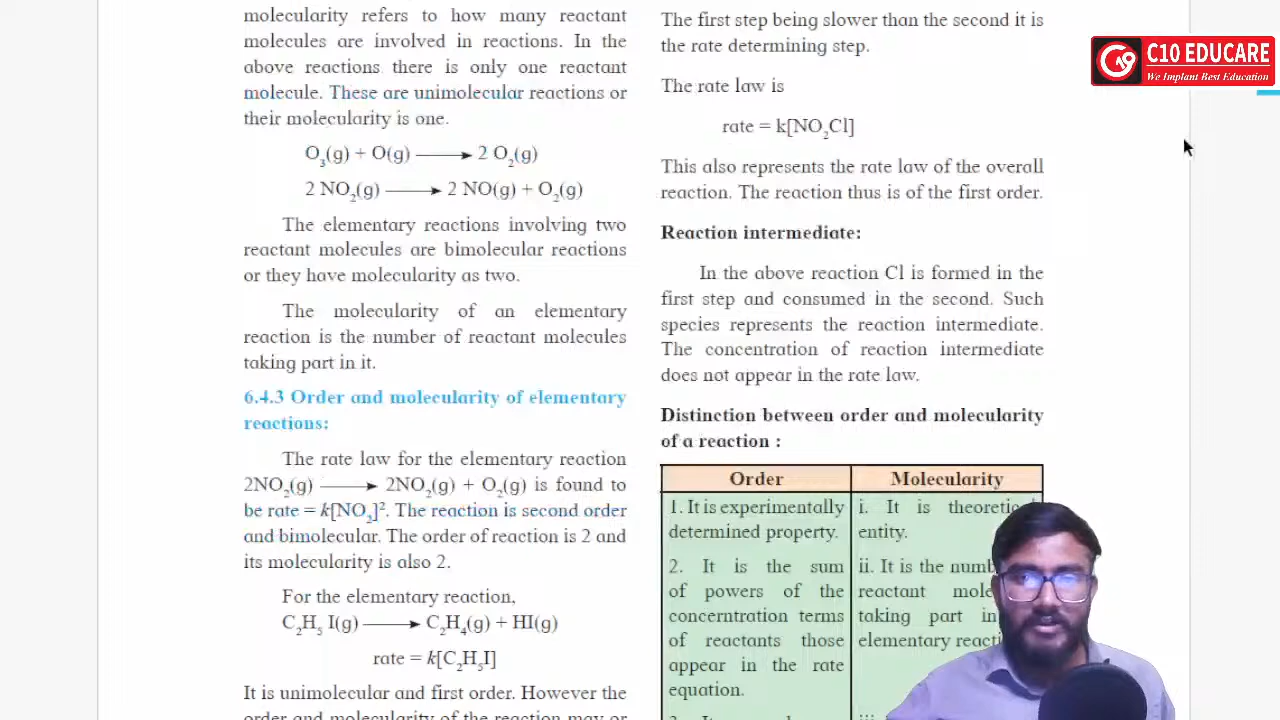 molecularity refers to how many reactant
molecules are involved in reactions. In the
above reactions there is only one reactant
molecule. These are unimolecular reactions or
their molecularity is one.
O₃(g) + O(g) ⟶ 2 O₂(g)
2 NO₂(g) ⟶ 2 NO(g) + O₂(g)
The elementary reactions involving two
reactant molecules are bimolecular reactions
or they have molecularity as two.
The molecularity of an elementary
reaction is the number of reactant molecules
taking part in it.
6.4.3 Order and molecularity of elementary
reactions:
The rate law for the elementary reaction
2NO₂(g) ⟶ 2NO₂(g) + O₂(g) is found to
be rate = k[NO₂]². The reaction is second order
and bimolecular. The order of reaction is 2 and
its molecularity is also 2.
For the elementary reaction,
C₂H₅ I(g) ⟶ C₂H₄(g) + HI(g)
rate = k[C₂H₅I]
It is unimolecular and first order. However the
order and molecularity of the reaction may or
The first step being slower than the second it is
the rate determining step.
The rate law is
rate = k[NO₂Cl]
This also represents the rate law of the overall
reaction. The reaction thus is of the first order.
Reaction intermediate:
In the above reaction Cl is formed in the
first step and consumed in the second. Such
species represents the reaction intermediate.
The concentration of reaction intermediate
does not appear in the rate law.
Distinction between order and molecularity
of a reaction :
Order
Molecularity
1. It is experimentally
determined property.
i. It is
entity.
2. It is the sum
of powers of the
concerntration terms
of reactants those
appear in the rate
equation.
ii. It is the
reactant
taking part in
elementary
C10 EDUCARE
We Implant Best Education